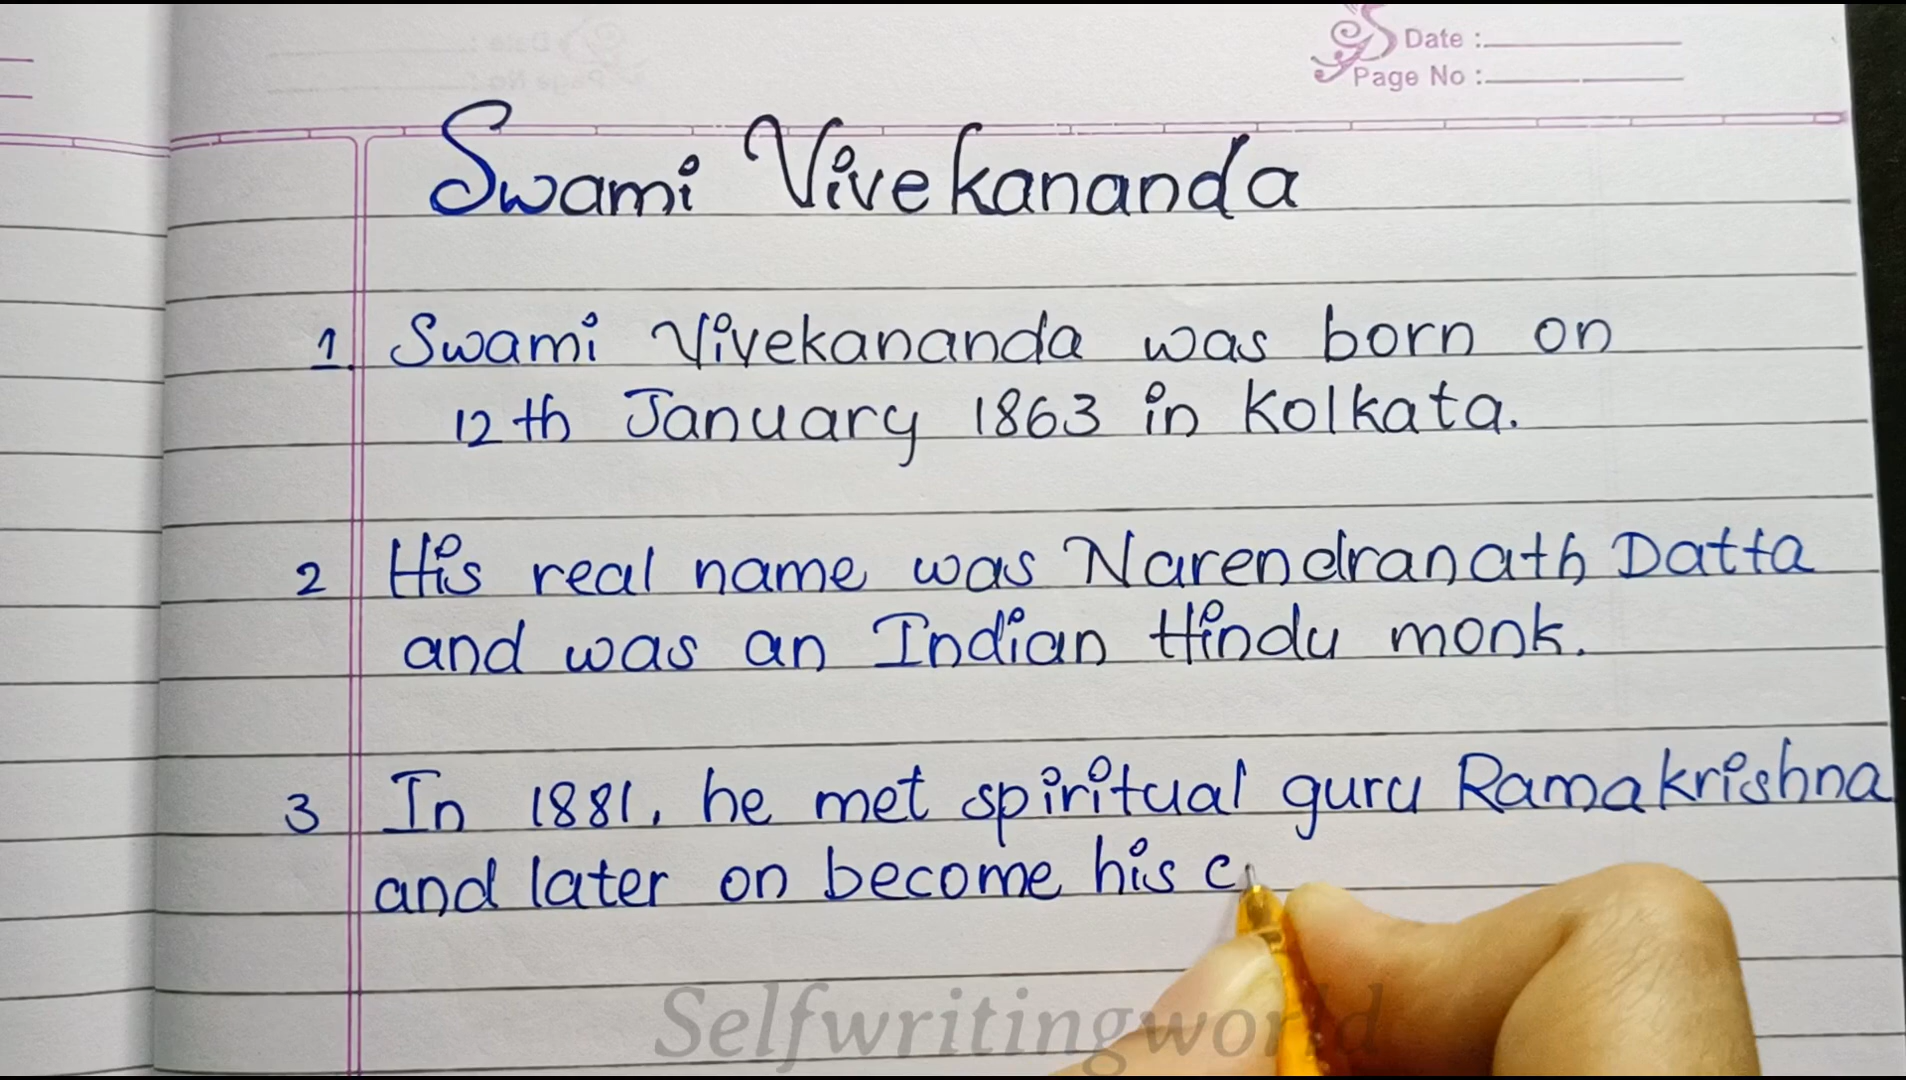 Date :
Page No :
Swami Vivekananda
1. Swami Vivekananda was born on
12th January 1863 in Kolkata.
2 His real name was Narendranath Datta
and was an Indian Hindu monk.
3 In 1881, he met spiritual guru Ramakrishna
and later on become his
Selfwritingworld